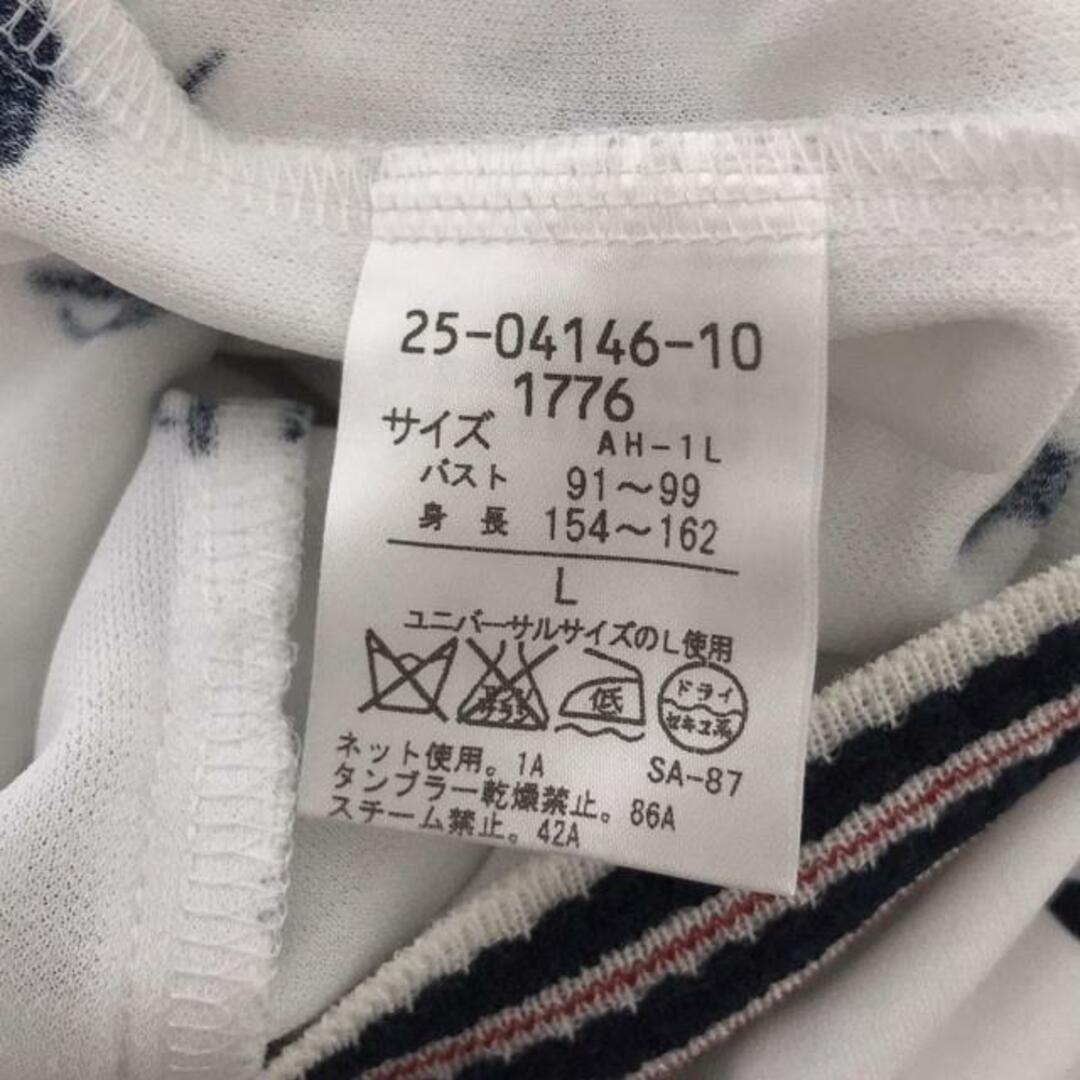 25-04146-10
1776
サイズ AH-1L
バスト 91〜99
身長 154〜162
L
ユニバーサルサイズのL使用
低 ドライ セキユ系
ネット使用。1A SA-87
タンブラー乾燥禁止。86A
スチーム禁止。42A